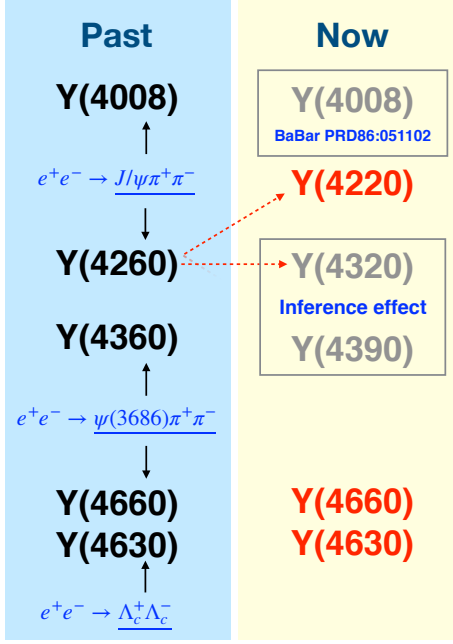 Past
Now
Y(4008)
Y(4008)
BaBar PRD86:051102
e⁺e⁻ → J/ψπ⁺π⁻
Y(4220)
Y(4260)
Y(4320)
Inference effect
Y(4360)
Y(4390)
e⁺e⁻ → ψ(3686)π⁺π⁻
Y(4660)
Y(4660)
Y(4630)
Y(4630)
e⁺e⁻ → Λc⁺Λc⁻